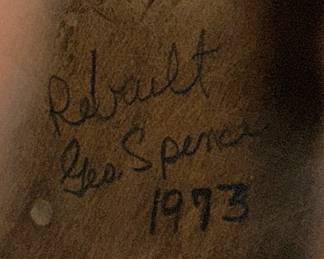 Rebuilt
Geo. Spence
1973